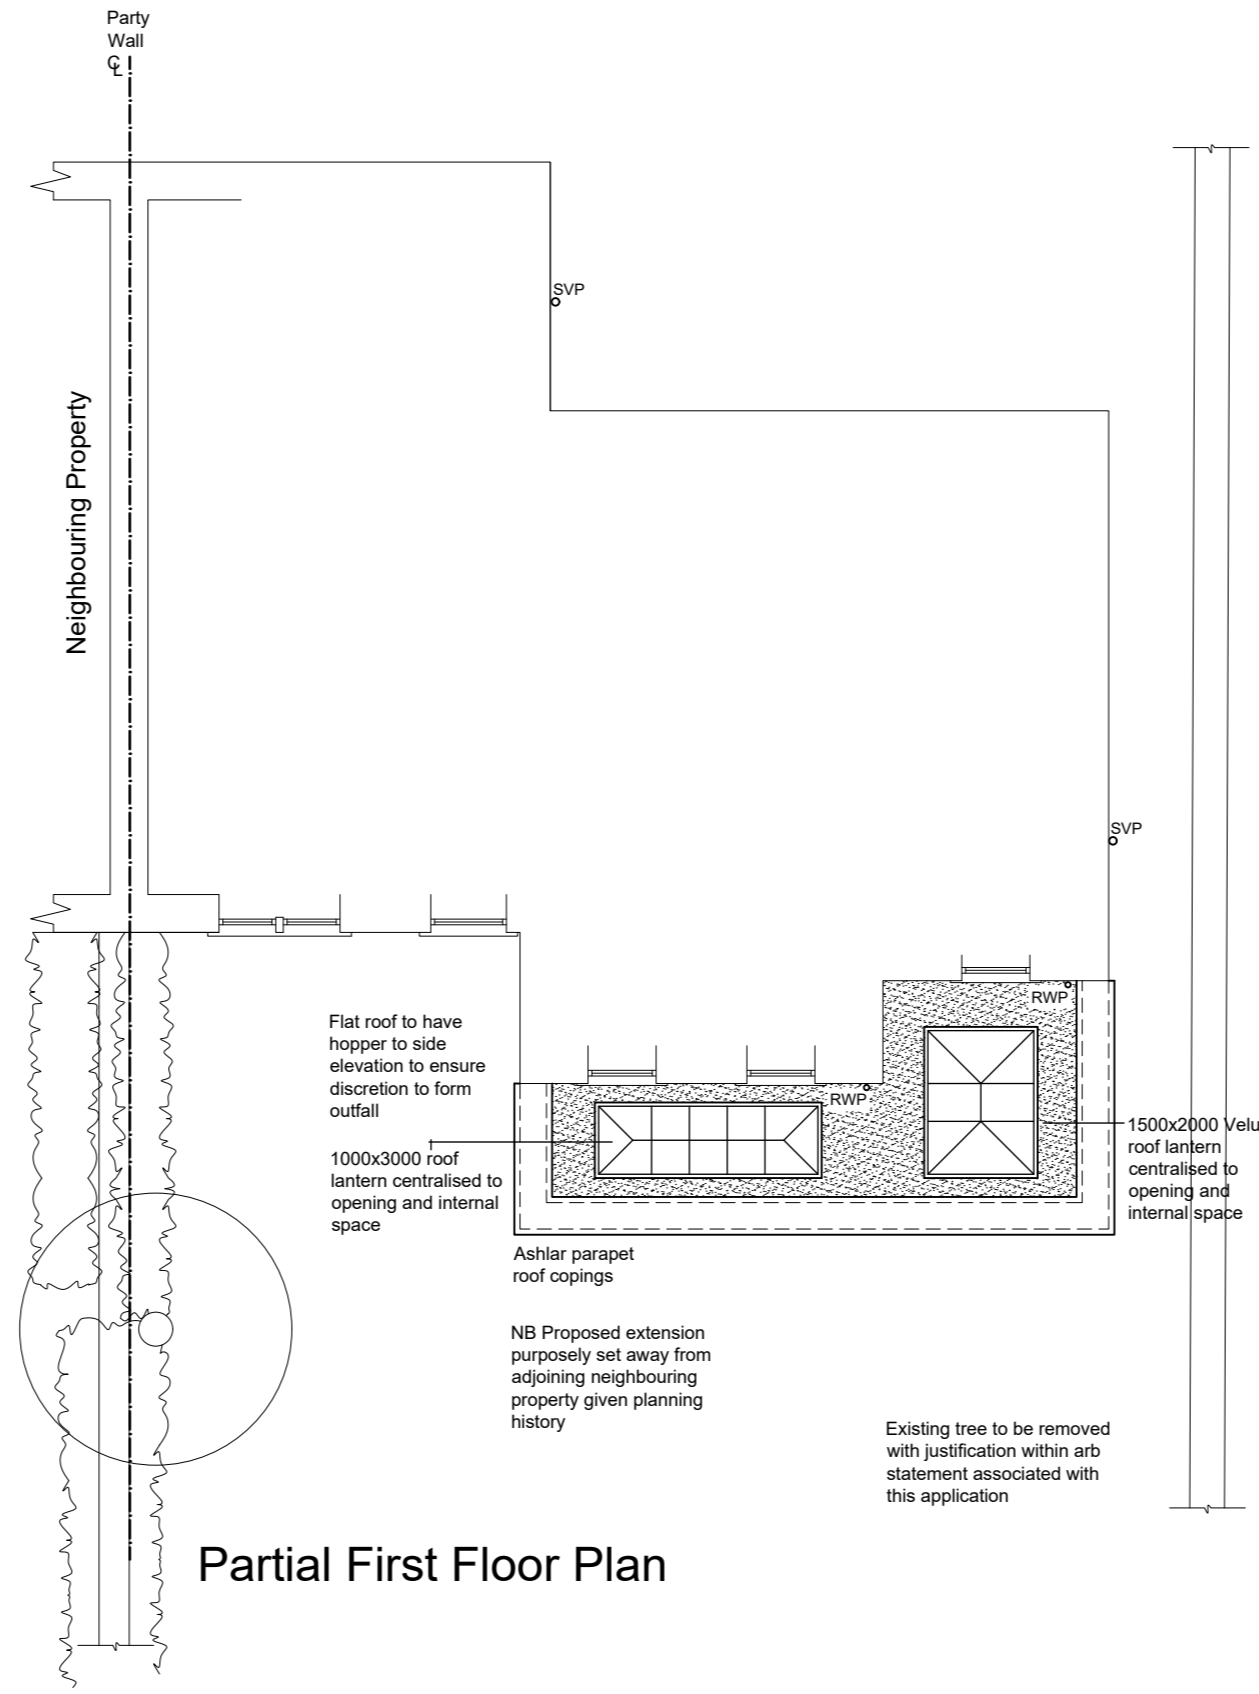 Party
Wall
℄
SVP
Neighbouring Property
SVP
RWP
Flat roof to have
hopper to side
elevation to ensure
discretion to form
outfall
RWP
1000x3000 roof
lantern centralised to
opening and internal
space
1500x2000 Velu
roof lantern
centralised to
opening and
internal space
Ashlar parapet
roof copings
NB Proposed extension
purposely set away from
adjoining neighbouring
property given planning
history
Existing tree to be removed
with justification within arb
statement associated with
this application
Partial First Floor Plan